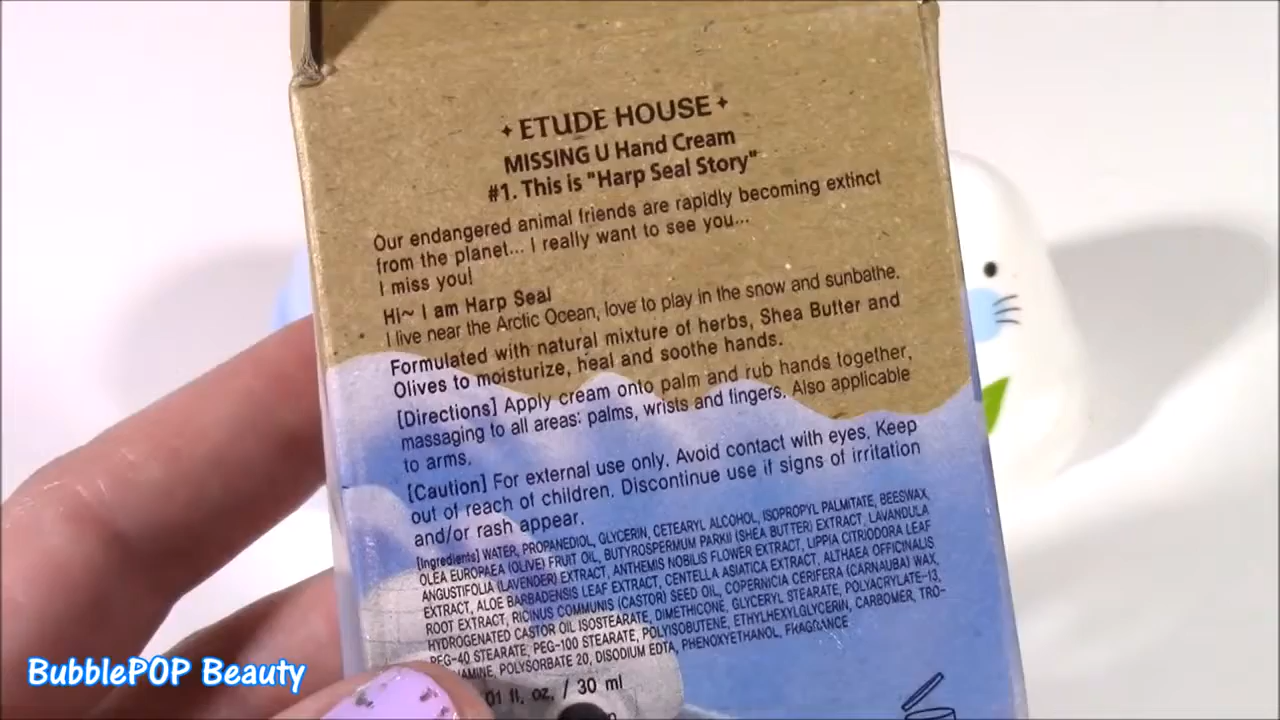 ETUDE HOUSE
MISSING U Hand Cream
#1. This is "Harp Seal Story"
Our endangered animal friends are rapidly becoming extinct
from the planet... I really want to see you...
I miss you!
Hi~ I am Harp Seal
I live near the Arctic Ocean, love to play in the snow and sunbathe.
Formulated with natural mixture of herbs, Shea Butter and
Olives to moisturize, heal and soothe hands.
[Directions] Apply cream onto palm and rub hands together,
massaging to all areas: palms, wrists and fingers. Also applicable
to arms.
[Caution] For external use only. Avoid contact with eyes. Keep
out of reach of children. Discontinue use if signs of irritation
and/or rash appear.
[Ingredients] WATER, PROPANEDIOL, GLYCERIN, CETEARYL ALCOHOL, ISOPROPYL PALMITATE, BEESWAX,
OLEA EUROPAEA (OLIVE) FRUIT OIL, BUTYROSPERMUM PARKII (SHEA BUTTER) EXTRACT, LAVANDULA
ANGUSTIFOLIA (LAVENDER) EXTRACT, ANTHEMIS NOBILIS FLOWER EXTRACT, LIPPIA CITRIODORA LEAF
EXTRACT, ALOE BARBADENSIS LEAF EXTRACT, CENTELLA ASIATICA EXTRACT, ALTHAEA OFFICINALIS
ROOT EXTRACT, RICINUS COMMUNIS (CASTOR) SEED OIL, COPERNICIA CERIFERA (CARNAUBA) WAX,
HYDROGENATED CASTOR OIL ISOSTEARATE, DIMETHICONE, GLYCERYL STEARATE, POLYACRYLATE-13,
PEG-40 STEARATE, PEG-100 STEARATE, POLYISOBUTENE, ETHYLHEXYLGLYCERIN, CARBOMER, TRO-
AMINE, POLYSORBATE 20, DISODIUM EDTA, PHENOXYETHANOL, FRAGRANCE
01 fl. oz. / 30 ml
BubblePOP Beauty